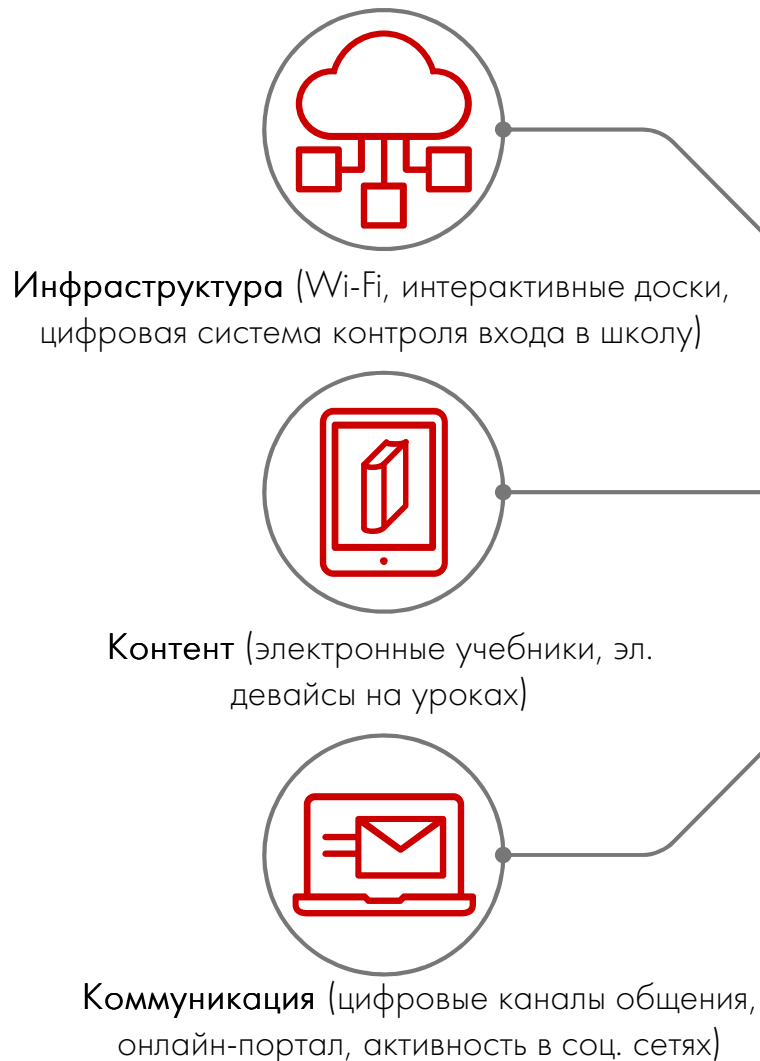 Инфраструктура (Wi-Fi, интерактивные доски,
цифровая система контроля входа в школу)
Контент (электронные учебники, эл.
девайсы на уроках)
Коммуникация (цифровые каналы общения,
онлайн-портал, активность в соц. сетях)